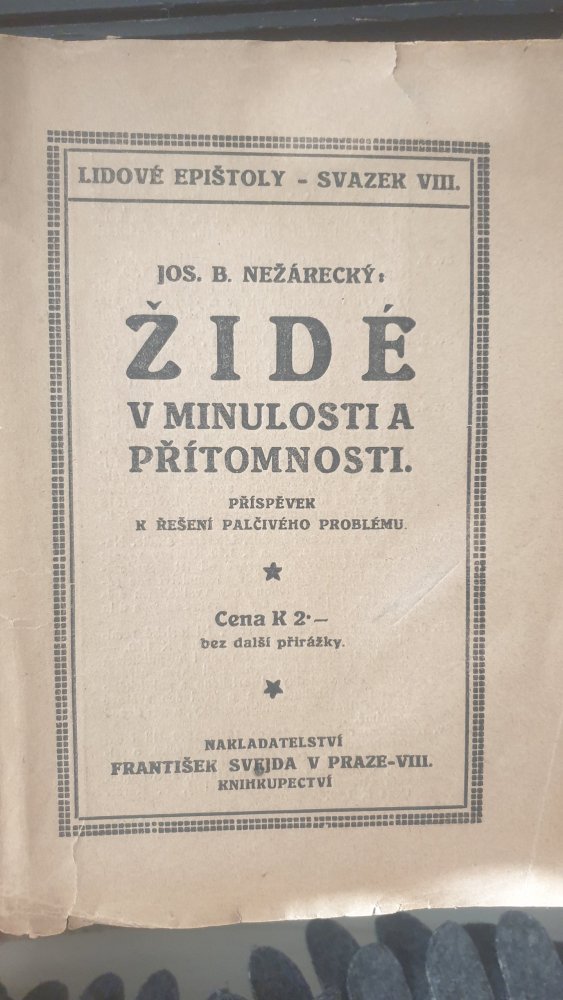 LIDOVÉ EPIŠTOLY - SVAZEK VIII.
JOS. B. NEŽÁRECKÝ:
ŽIDÉ
V MINULOSTI A
PŘÍTOMNOSTI.
PŘÍSPĚVEK
K ŘEŠENÍ PALČIVÉHO PROBLÉMU.
Cena K 2·—
bez další přirážky.
NAKLADATELSTVÍ
FRANTIŠEK SVEJDA V PRAZE-VIII.
KNIHKUPECTVÍ